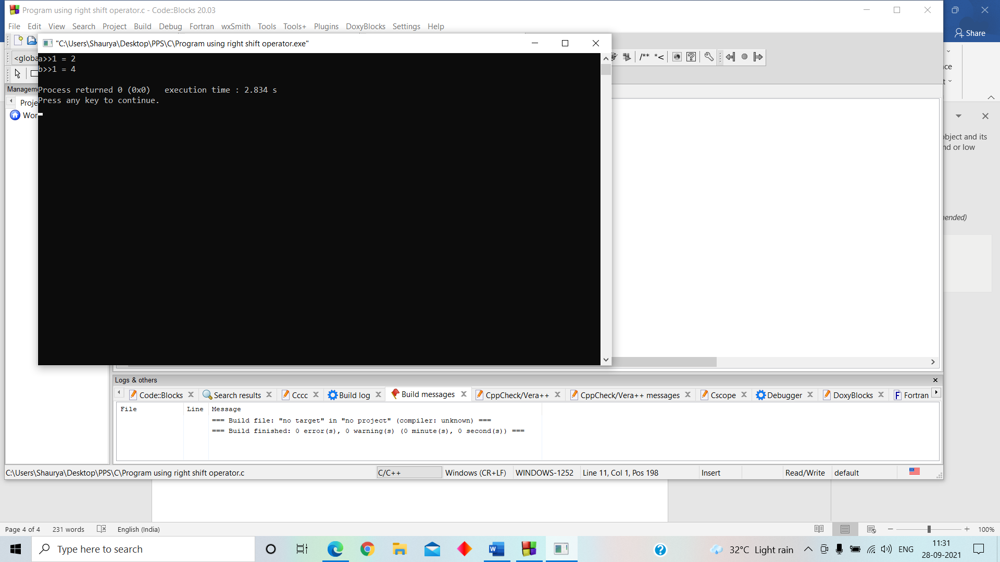 Program using right shift operator.c - Code::Blocks 20.03
File Edit View Search Project Build Debug Fortran wxSmith Tools Tools+ Plugins DoxyBlocks Settings Help
Share
"C:\Users\Shaurya\Desktop\PPS\C\Program using right shift operator.exe"
<globa
a>>1 = 2
b>>1 = 4
Process returned 0 (0x0)   execution time : 2.834 s
Press any key to continue.
/** *<
Managem
Proje
Wor
ce
t
bject and its
nd or low
ended)
Logs & others
Code::Blocks Search results Cccc Build log Build messages CppCheck/Vera++ CppCheck/Vera++ messages Cscope Debugger DoxyBlocks Fortran
File Line Message
=== Build file: "no target" in "no project" (compiler: unknown) ===
=== Build finished: 0 error(s), 0 warning(s) (0 minute(s), 0 second(s)) ===
C:\Users\Shaurya\Desktop\PPS\C\Program using right shift operator.c C/C++ Windows (CR+LF) WINDOWS-1252 Line 11, Col 1, Pos 198 Insert Read/Write default
Page 4 of 4 231 words English (India) 100%
Type here to search
32°C Light rain ENG
11:31
28-09-2021